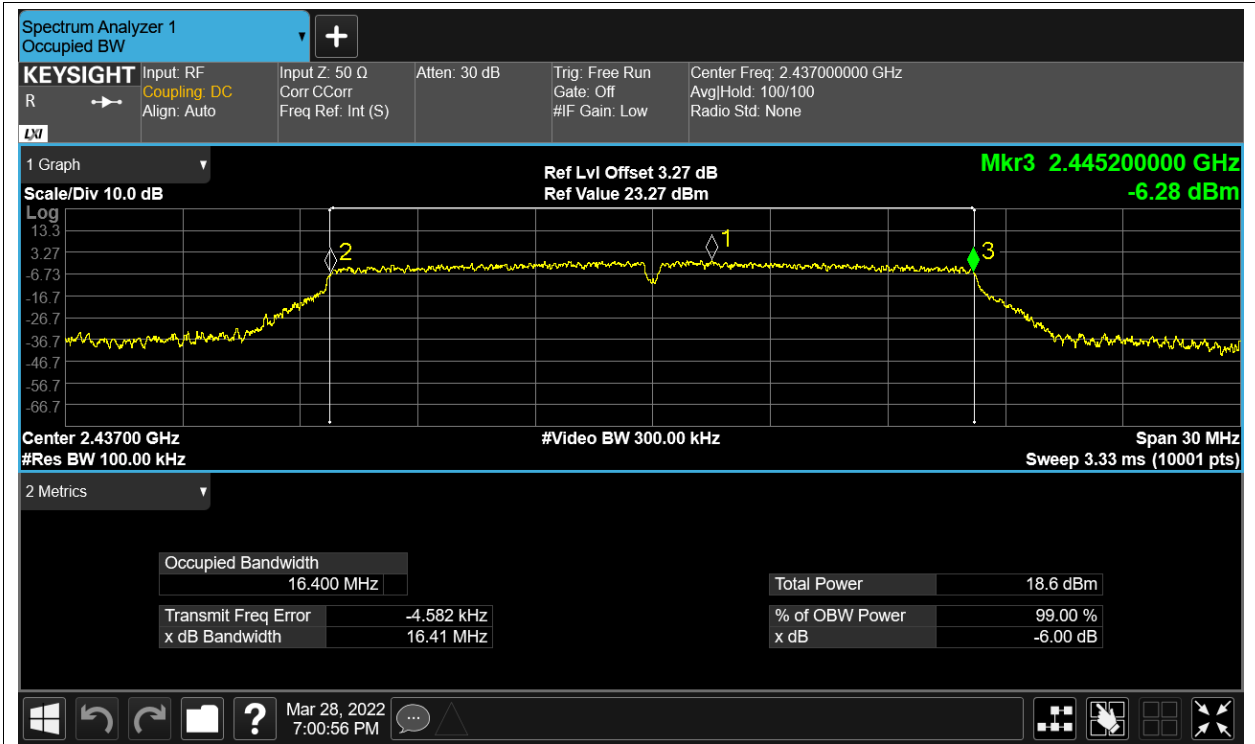 Spectrum Analyzer 1
Occupied BW
+
KEYSIGHT
R
LXI
Input: RF
Coupling: DC
Align: Auto
Input Z: 50 Ω
Corr CCorr
Freq Ref: Int (S)
Atten: 30 dB
Trig: Free Run
Gate: Off
#IF Gain: Low
Center Freq: 2.437000000 GHz
Avg|Hold: 100/100
Radio Std: None
1 Graph
Scale/Div 10.0 dB
Ref Lvl Offset 3.27 dB
Ref Value 23.27 dBm
Mkr3 2.445200000 GHz
-6.28 dBm
Log
13.3
3.27
-6.73
-16.7
-26.7
-36.7
-46.7
-56.7
-66.7
2
1
3
Center 2.43700 GHz
#Video BW 300.00 kHz
Span 30 MHz
#Res BW 100.00 kHz
Sweep 3.33 ms (10001 pts)
2 Metrics
Occupied Bandwidth
16.400 MHz
Transmit Freq Error -4.582 kHz
x dB Bandwidth 16.41 MHz
Total Power 18.6 dBm
% of OBW Power 99.00 %
x dB -6.00 dB
?
Mar 28, 2022
7:00:56 PM